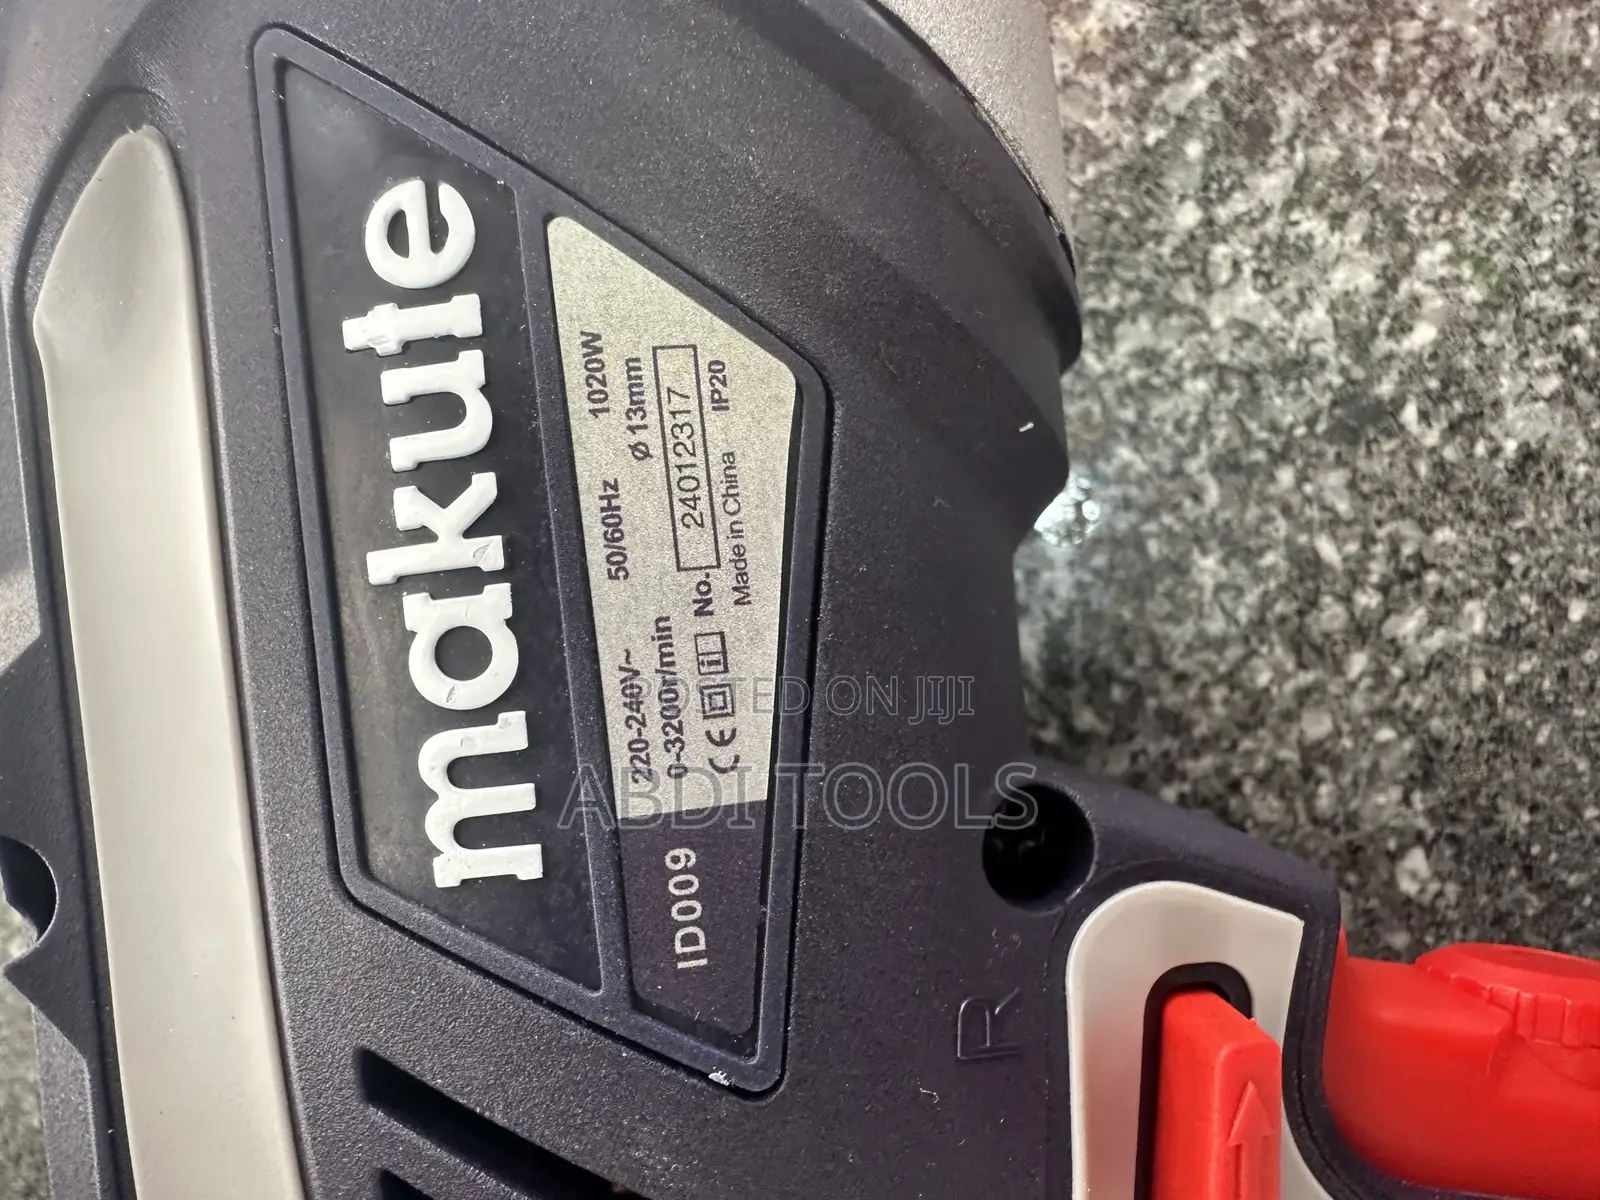 makute
220-240V~ 50/60Hz 1020W
0-3200r/min Ø13mm
CE No. 24012317
Made in China IP20
ID009
R
POSTED ON JIJI
ABDI TOOLS